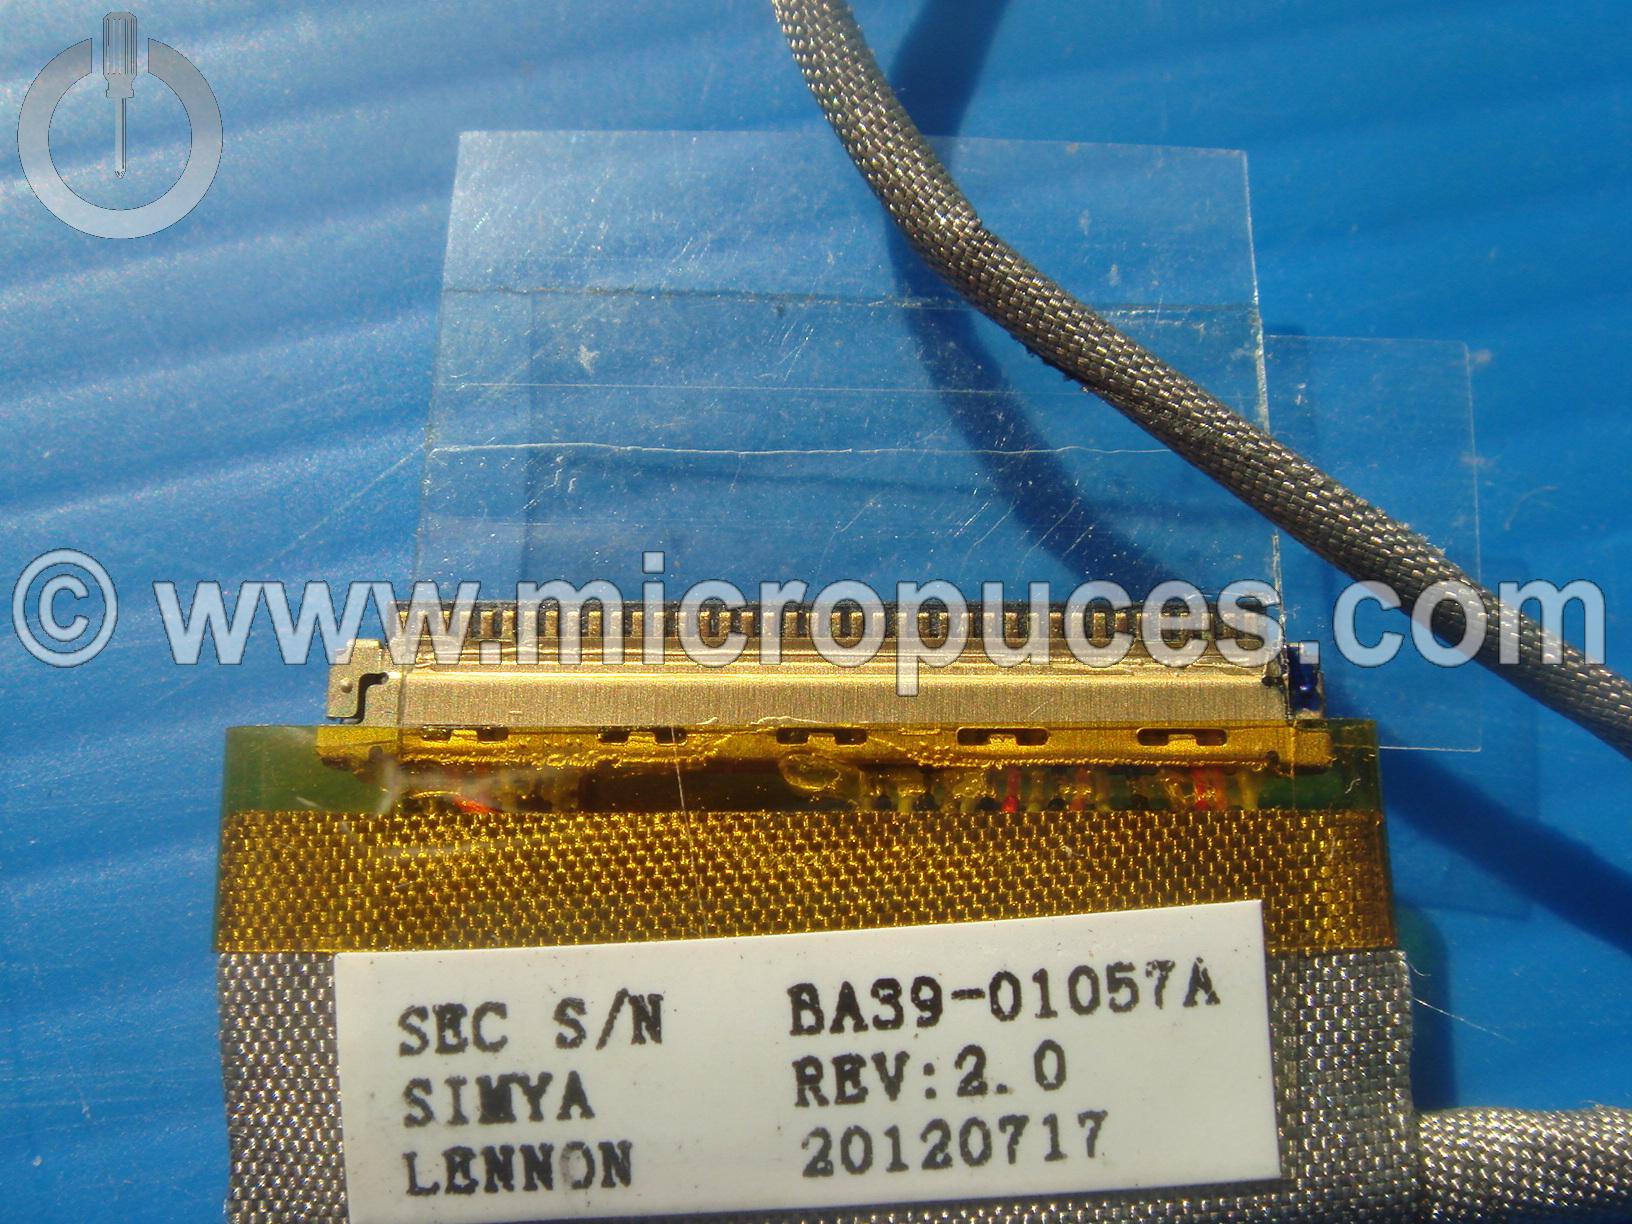 © www.micropuces.com
SEC S/N BA39-01057A
SIMYA REV:2.0
LENNON 20120717